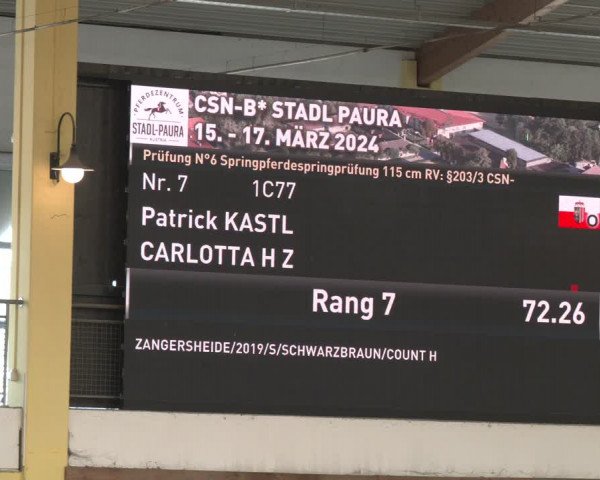 PFERDEZENTRUM
STADL-PAURA
AUSTRIA
CSN-B* STADL PAURA
15. - 17. MÄRZ 2024
Prüfung N°6 Springpferdespringprüfung 115 cm RV: §203/3 CSN-
Nr. 7 1C77
Patrick KASTL
CARLOTTA H Z
Rang 7 72.26
ZANGERSHEIDE/2019/S/SCHWARZBRAUN/COUNT H